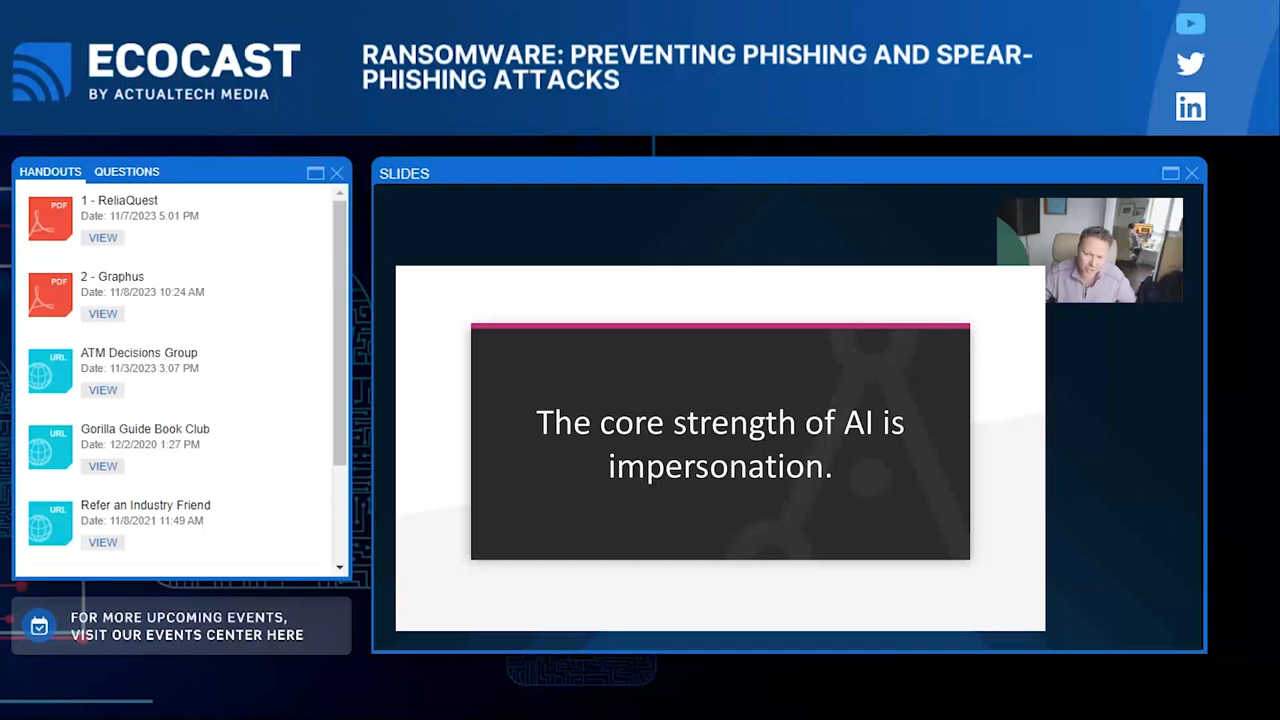 ECOCAST
BY ACTUALTECH MEDIA
RANSOMWARE: PREVENTING PHISHING AND SPEAR-
PHISHING ATTACKS
in
HANDOUTS QUESTIONS
PDF
1 - ReliaQuest
Date: 11/7/2023 5:01 PM
VIEW
PDF
2 - Graphus
Date: 11/8/2023 10:24 AM
VIEW
URL
ATM Decisions Group
Date: 11/3/2023 3:07 PM
VIEW
URL
Gorilla Guide Book Club
Date: 12/2/2020 1:27 PM
VIEW
URL
Refer an Industry Friend
Date: 11/8/2021 11:49 AM
VIEW
FOR MORE UPCOMING EVENTS,
VISIT OUR EVENTS CENTER HERE
SLIDES
The core strength of AI is
impersonation.